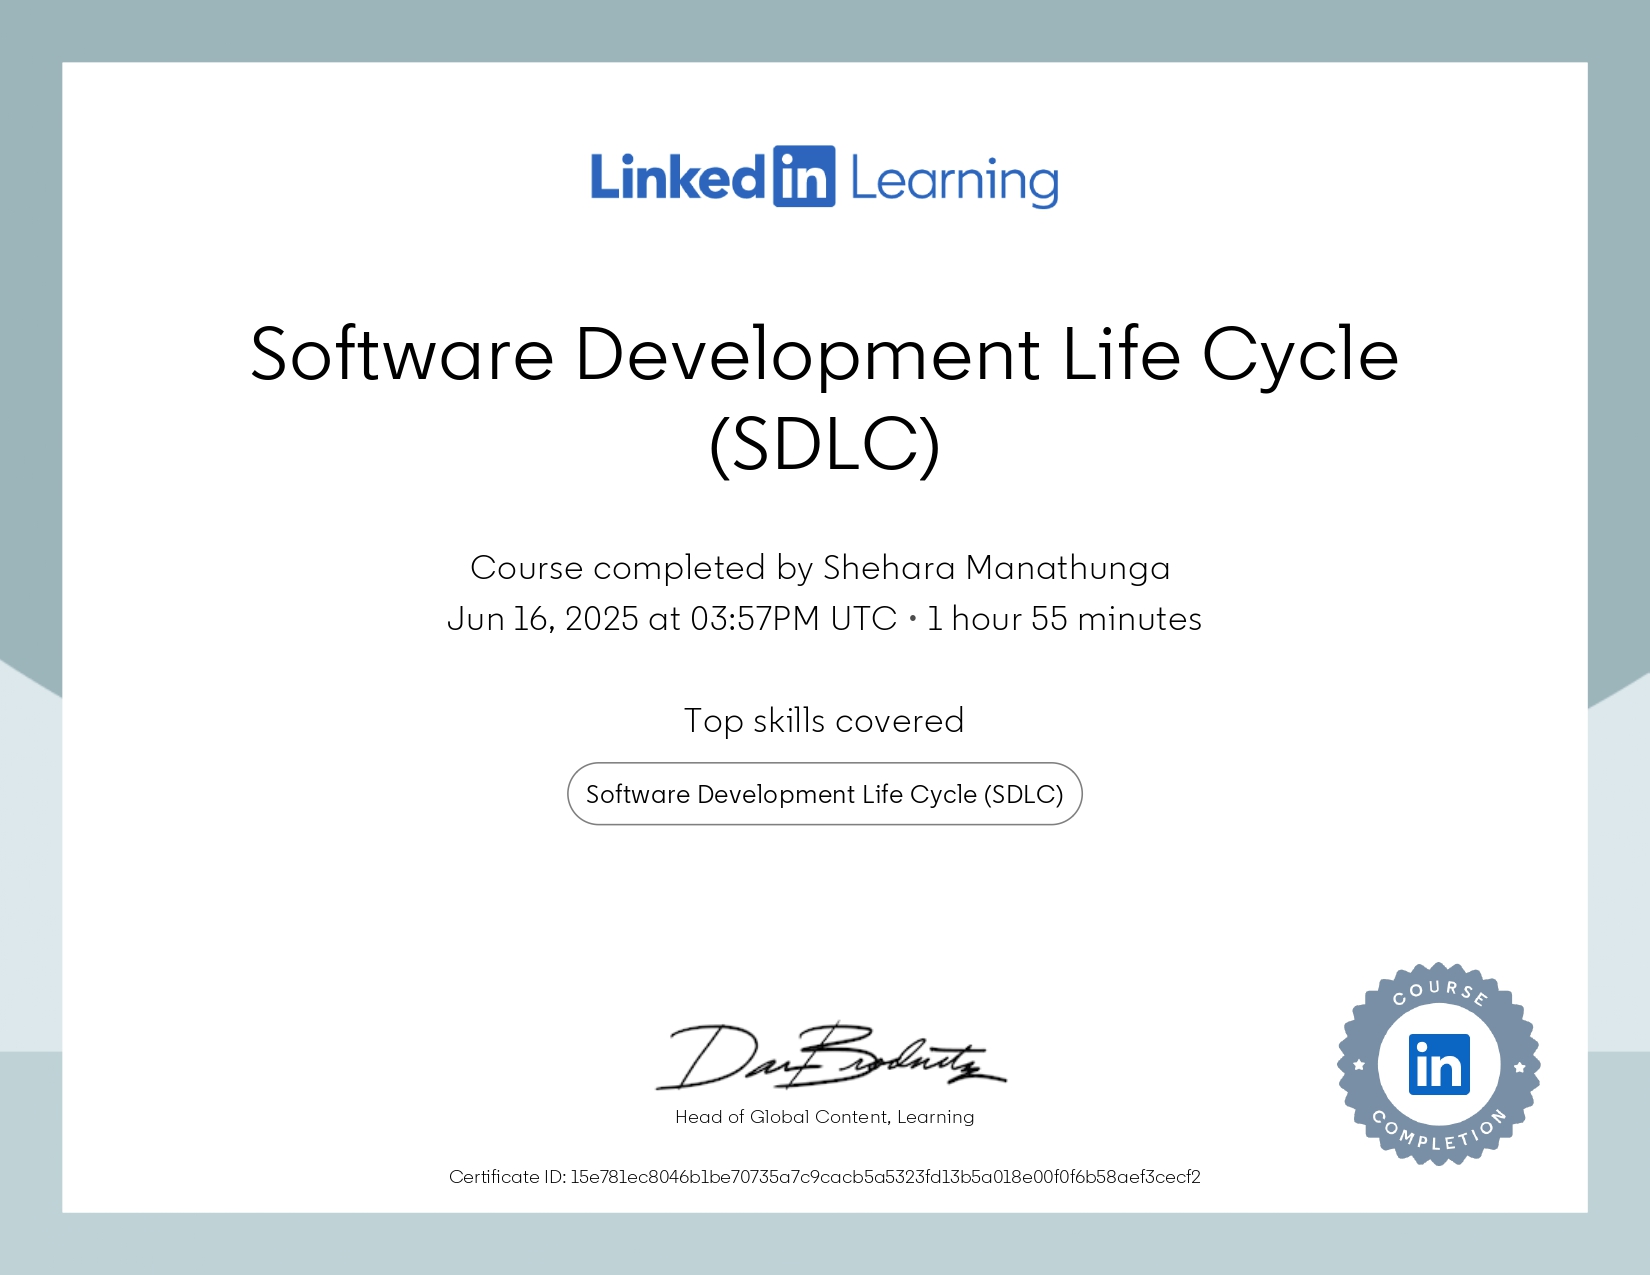 Linked in Learning
Software Development Life Cycle
(SDLC)
Course completed by Shehara Manathunga
Jun 16, 2025 at 03:57PM UTC • 1 hour 55 minutes
Top skills covered
Software Development Life Cycle (SDLC)
Dan Brodnitz
Head of Global Content, Learning
COURSE
in
COMPLETION
Certificate ID: 15e781ec8046b1be70735a7c9cacb5a5323fd13b5a018e00f0f6b58aef3cecf2